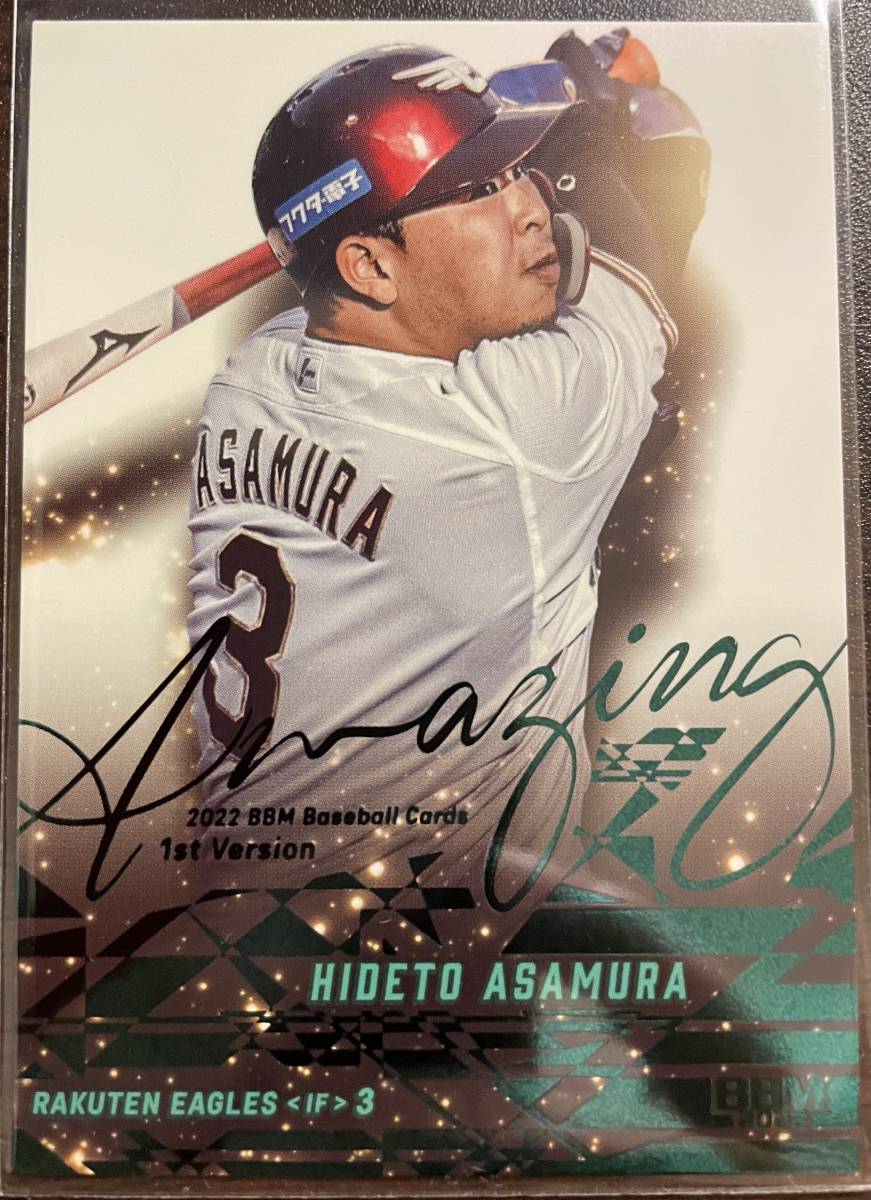 フクダ電子
ASAMURA
3
Amazing
2022 BBM Baseball Cards
1st Version
HIDETO ASAMURA
RAKUTEN EAGLES <IF> 3
BBM